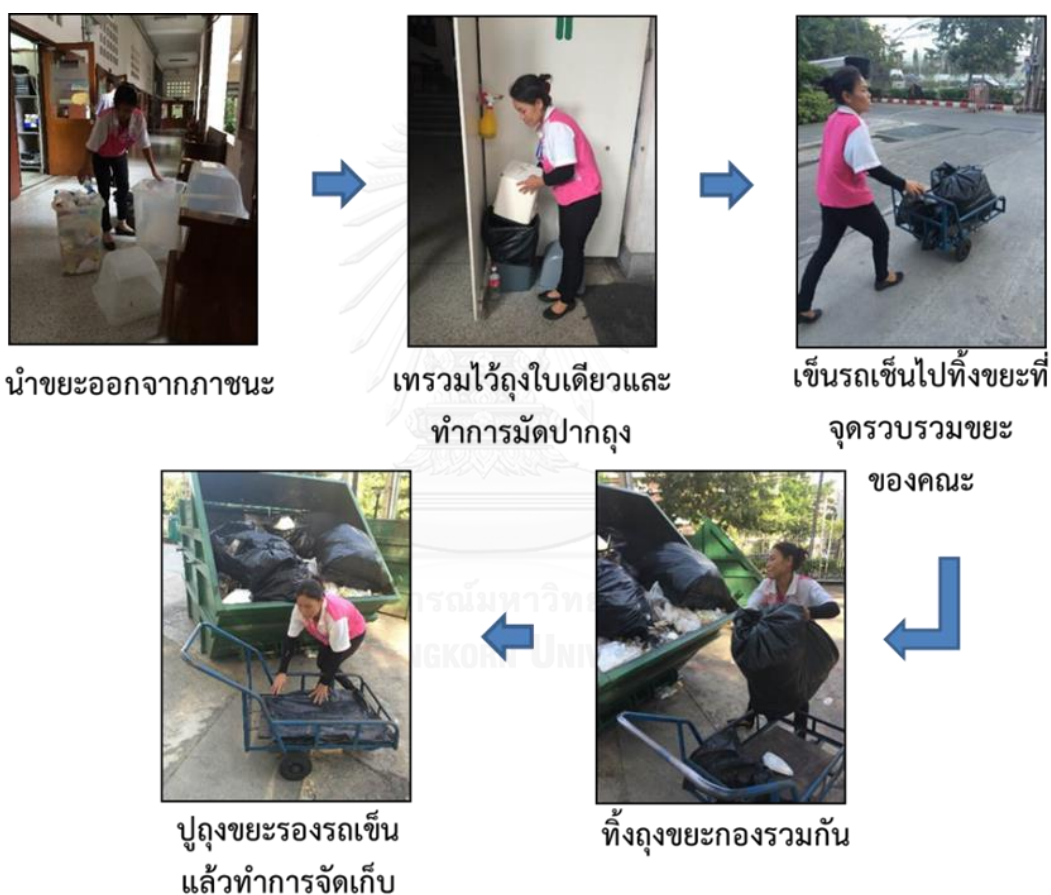 นำขยะออกจากภาชนะ
เทรวมไว้ถุงใบเดียวและ
ทำการมัดปากถุง
เข็นรถเช็นไปทิ้งขยะที่
จุดรวบรวมขยะ
ของคณะ
ทิ้งถุงขยะกองรวมกัน
ปูถุงขยะรองรถเข็น
แล้วทำการจัดเก็บ